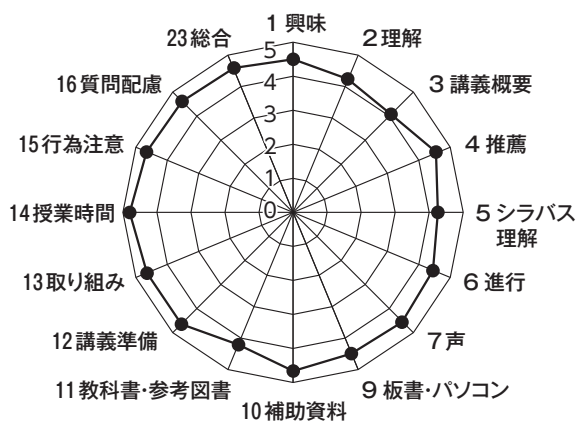 1 興味
2 理解
3 講義概要
4 推薦
5 シラバス
理解
6 進行
7 声
9 板書・パソコン
10 補助資料
11 教科書・参考図書
12 講義準備
13 取り組み
14 授業時間
15 行為注意
16 質問配慮
23 総合
5
4
3
2
1
0